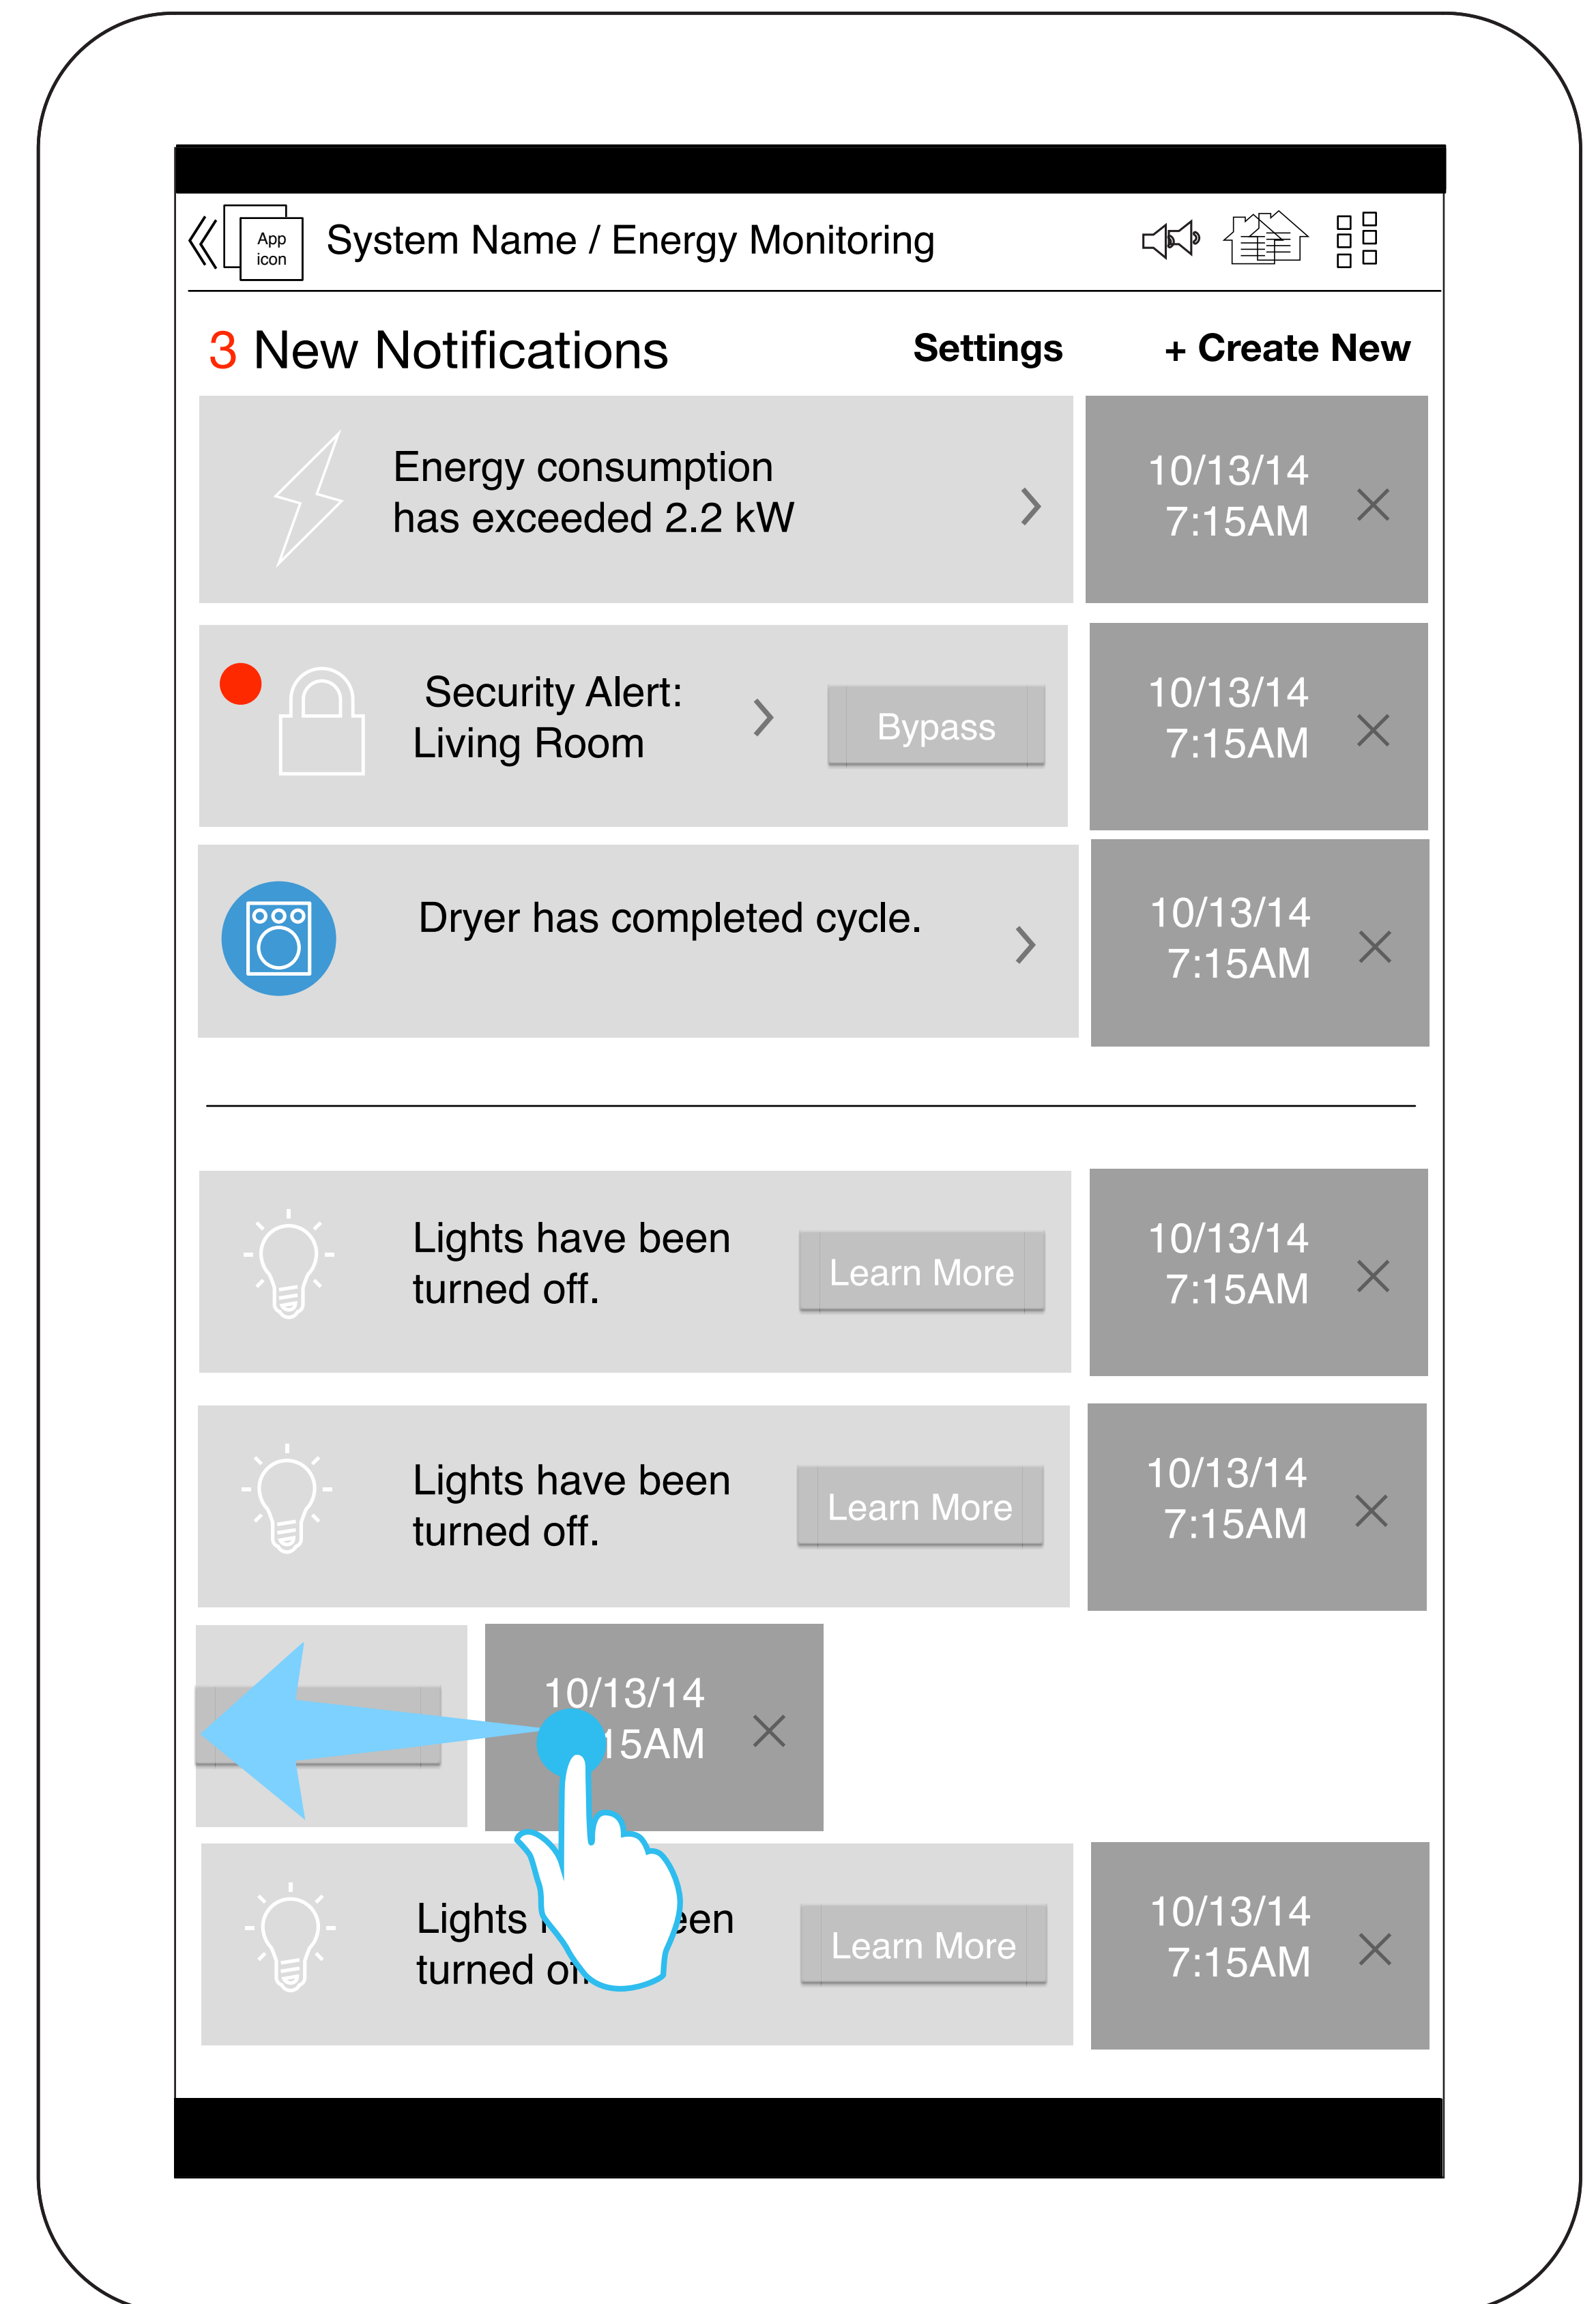 App
icon
System Name / Energy Monitoring
3 New Notifications
Settings
+ Create New
Energy consumption
has exceeded 2.2 kW
10/13/14
7:15AM
Security Alert:
Living Room
Bypass
10/13/14
7:15AM
Dryer has completed cycle.
10/13/14
7:15AM
Lights have been
turned off.
Learn More
10/13/14
7:15AM
Lights have been
turned off.
Learn More
10/13/14
7:15AM
10/13/14
15AM
Lights
turned
Learn More
10/13/14
7:15AM